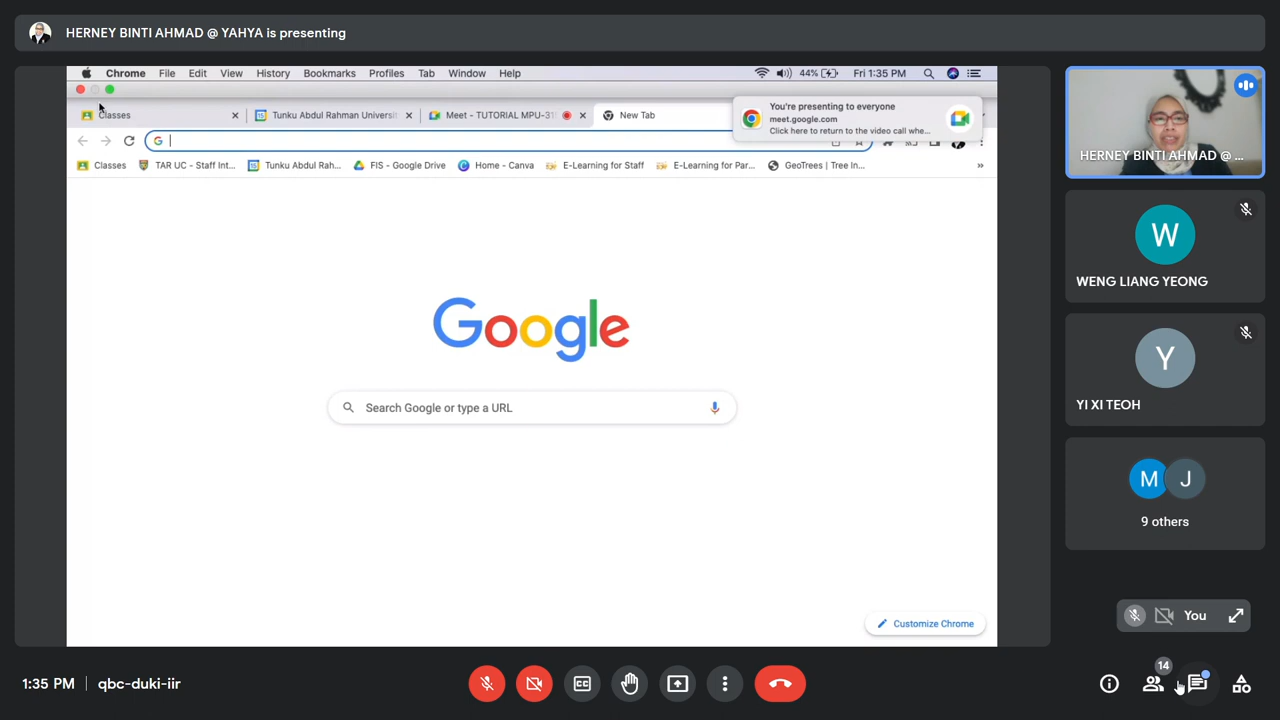 HERNEY BINTI AHMAD @ YAHYA is presenting
Chrome File Edit View History Bookmarks Profiles Tab Window Help 44% Fri 1:35 PM
Classes Tunku Abdul Rahman Universit Meet - TUTORIAL MPU-31 New Tab
You're presenting to everyone
meet.google.com
Click here to return to the video call whe...
Classes TAR UC - Staff Int... Tunku Abdul Rah... FIS - Google Drive Home - Canva E-Learning for Staff E-Learning for Par... GeoTrees | Tree In... »
Google
Search Google or type a URL
Customize Chrome
HERNEY BINTI AHMAD @ ...
W
WENG LIANG YEONG
Y
YI XI TEOH
M J
9 others
You
1:35 PM | qbc-duki-iir
CC
14